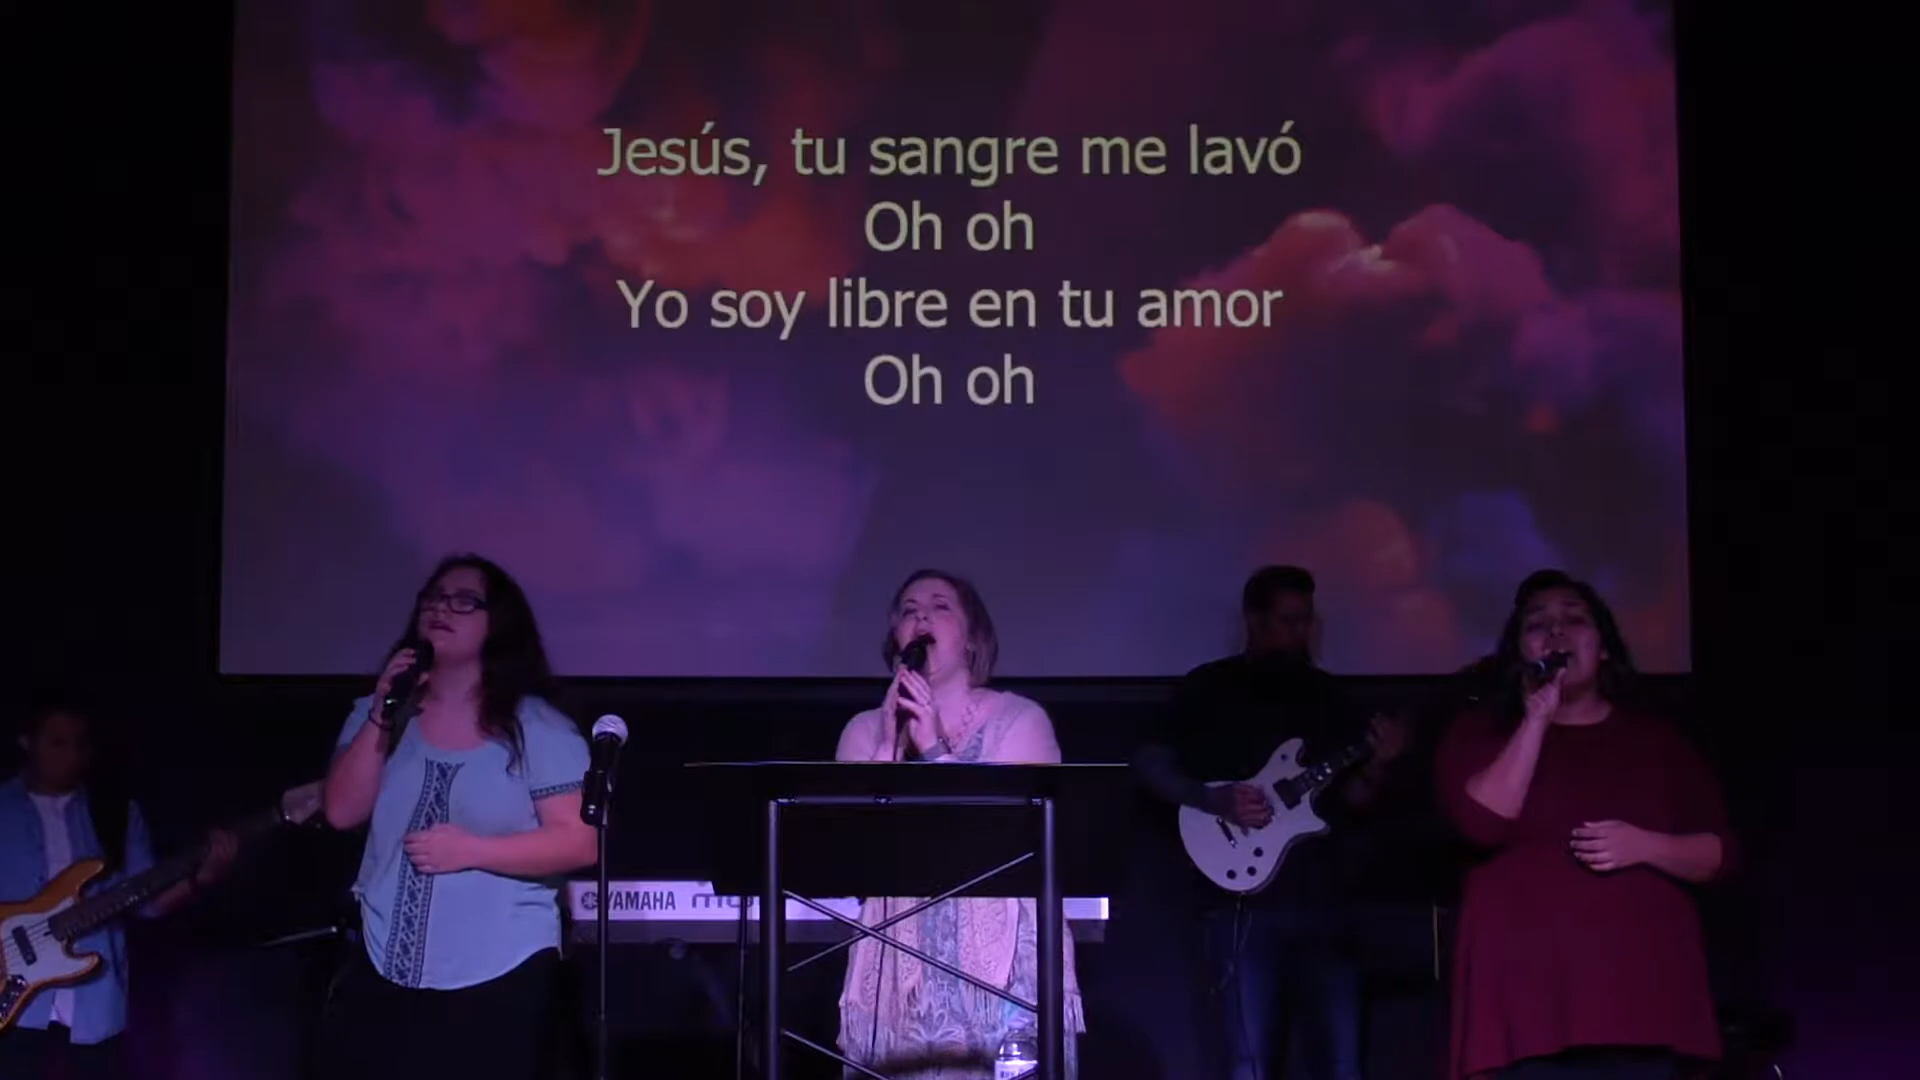 Jesús, tu sangre me lavó
Oh oh
Yo soy libre en tu amor
Oh oh
YAMAHA